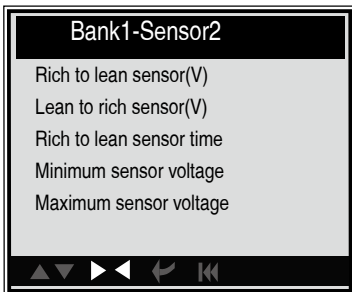 Bank1-Sensor2
Rich to lean sensor(V)
Lean to rich sensor(V)
Rich to lean sensor time
Minimum sensor voltage
Maximum sensor voltage